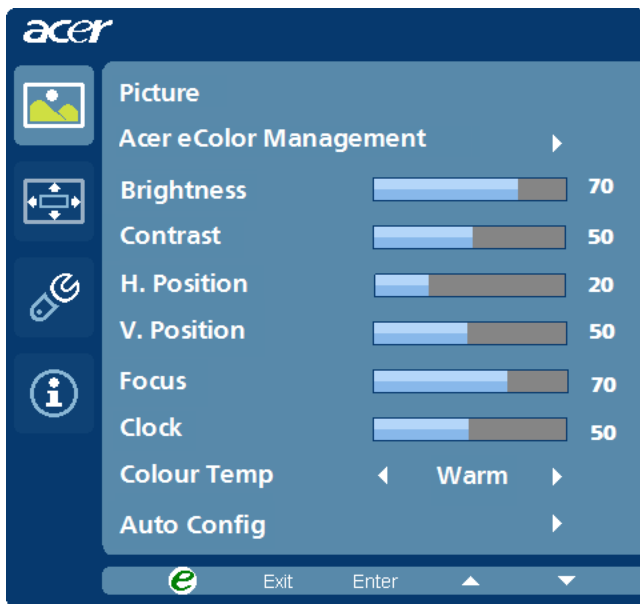 acer
Picture
Acer eColor Management
Brightness 70
Contrast 50
H. Position 20
V. Position 50
Focus 70
Clock 50
Colour Temp Warm
Auto Config
e Exit Enter